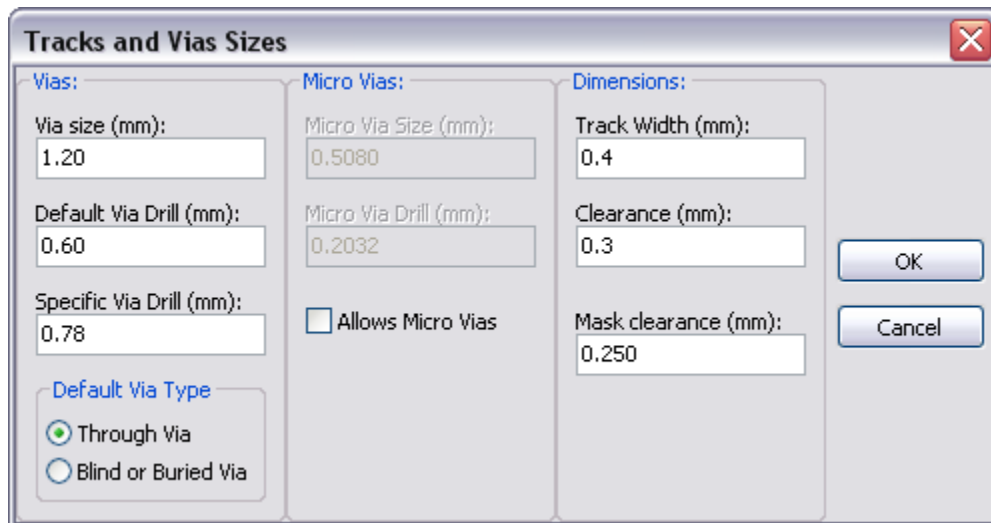 Tracks and Vias Sizes
Vias:
Via size (mm):
1.20
Default Via Drill (mm):
0.60
Specific Via Drill (mm):
0.78
Default Via Type
Through Via
Blind or Buried Via
Micro Vias:
Micro Via Size (mm):
0.5080
Micro Via Drill (mm):
0.2032
Allows Micro Vias
Dimensions:
Track Width (mm):
0.4
Clearance (mm):
0.3
Mask clearance (mm):
0.250
OK
Cancel